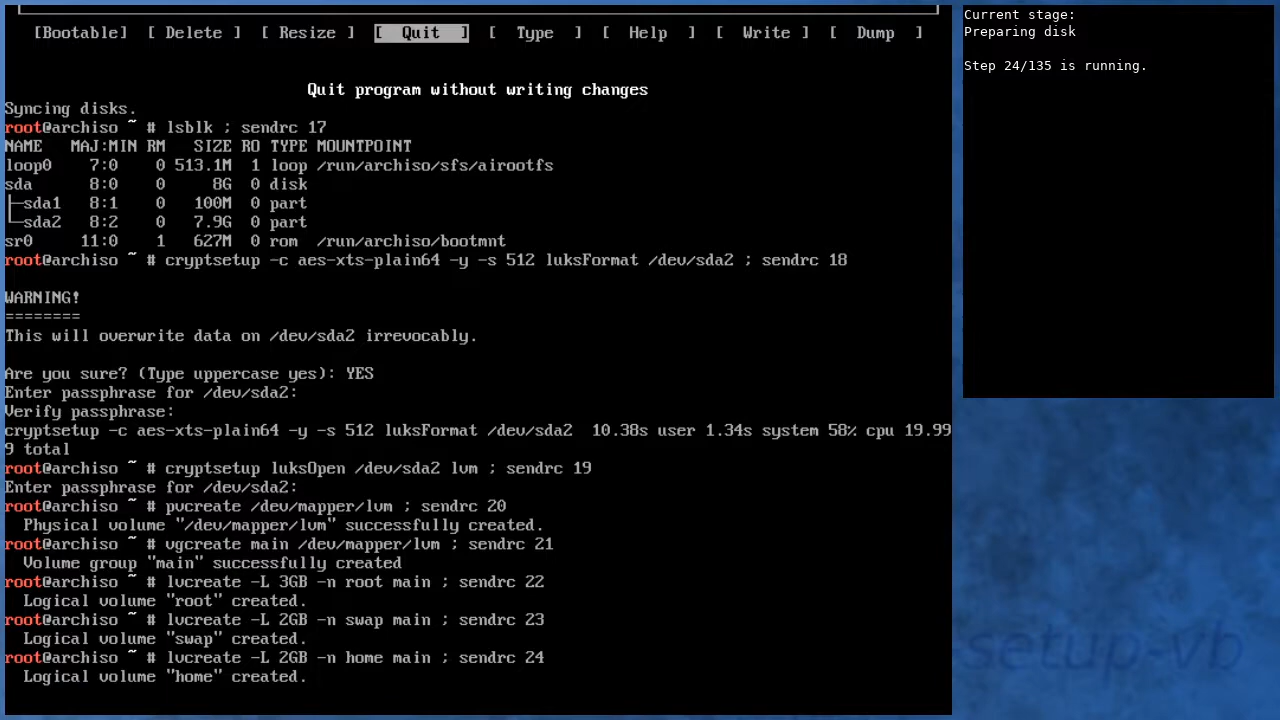 [Bootable] [ Delete ] [ Resize ] [ Quit ] [ Type ] [ Help ] [ Write ] [ Dump ]
Quit program without writing changes
Syncing disks.
root@archiso ~ # lsblk ; sendrc 17
NAME MAJ:MIN RM SIZE RO TYPE MOUNTPOINT
loop0 7:0 0 513.1M 1 loop /run/archiso/sfs/airootfs
sda 8:0 0 8G 0 disk
├─sda1 8:1 0 100M 0 part
└─sda2 8:2 0 7.9G 0 part
sr0 11:0 1 627M 0 rom /run/archiso/bootmnt
root@archiso ~ # cryptsetup -c aes-xts-plain64 -y -s 512 luksFormat /dev/sda2 ; sendrc 18
WARNING!
========
This will overwrite data on /dev/sda2 irrevocably.
Are you sure? (Type uppercase yes): YES
Enter passphrase for /dev/sda2:
Verify passphrase:
cryptsetup -c aes-xts-plain64 -y -s 512 luksFormat /dev/sda2 10.38s user 1.34s system 58% cpu 19.99
9 total
root@archiso ~ # cryptsetup luksOpen /dev/sda2 lvm ; sendrc 19
Enter passphrase for /dev/sda2:
root@archiso ~ # pvcreate /dev/mapper/lvm ; sendrc 20
Physical volume "/dev/mapper/lvm" successfully created.
root@archiso ~ # vgcreate main /dev/mapper/lvm ; sendrc 21
Volume group "main" successfully created
root@archiso ~ # lvcreate -L 3GB -n root main ; sendrc 22
Logical volume "root" created.
root@archiso ~ # lvcreate -L 2GB -n swap main ; sendrc 23
Logical volume "swap" created.
root@archiso ~ # lvcreate -L 2GB -n home main ; sendrc 24
Logical volume "home" created.
Current stage:
Preparing disk
Step 24/135 is running.
setup-vb